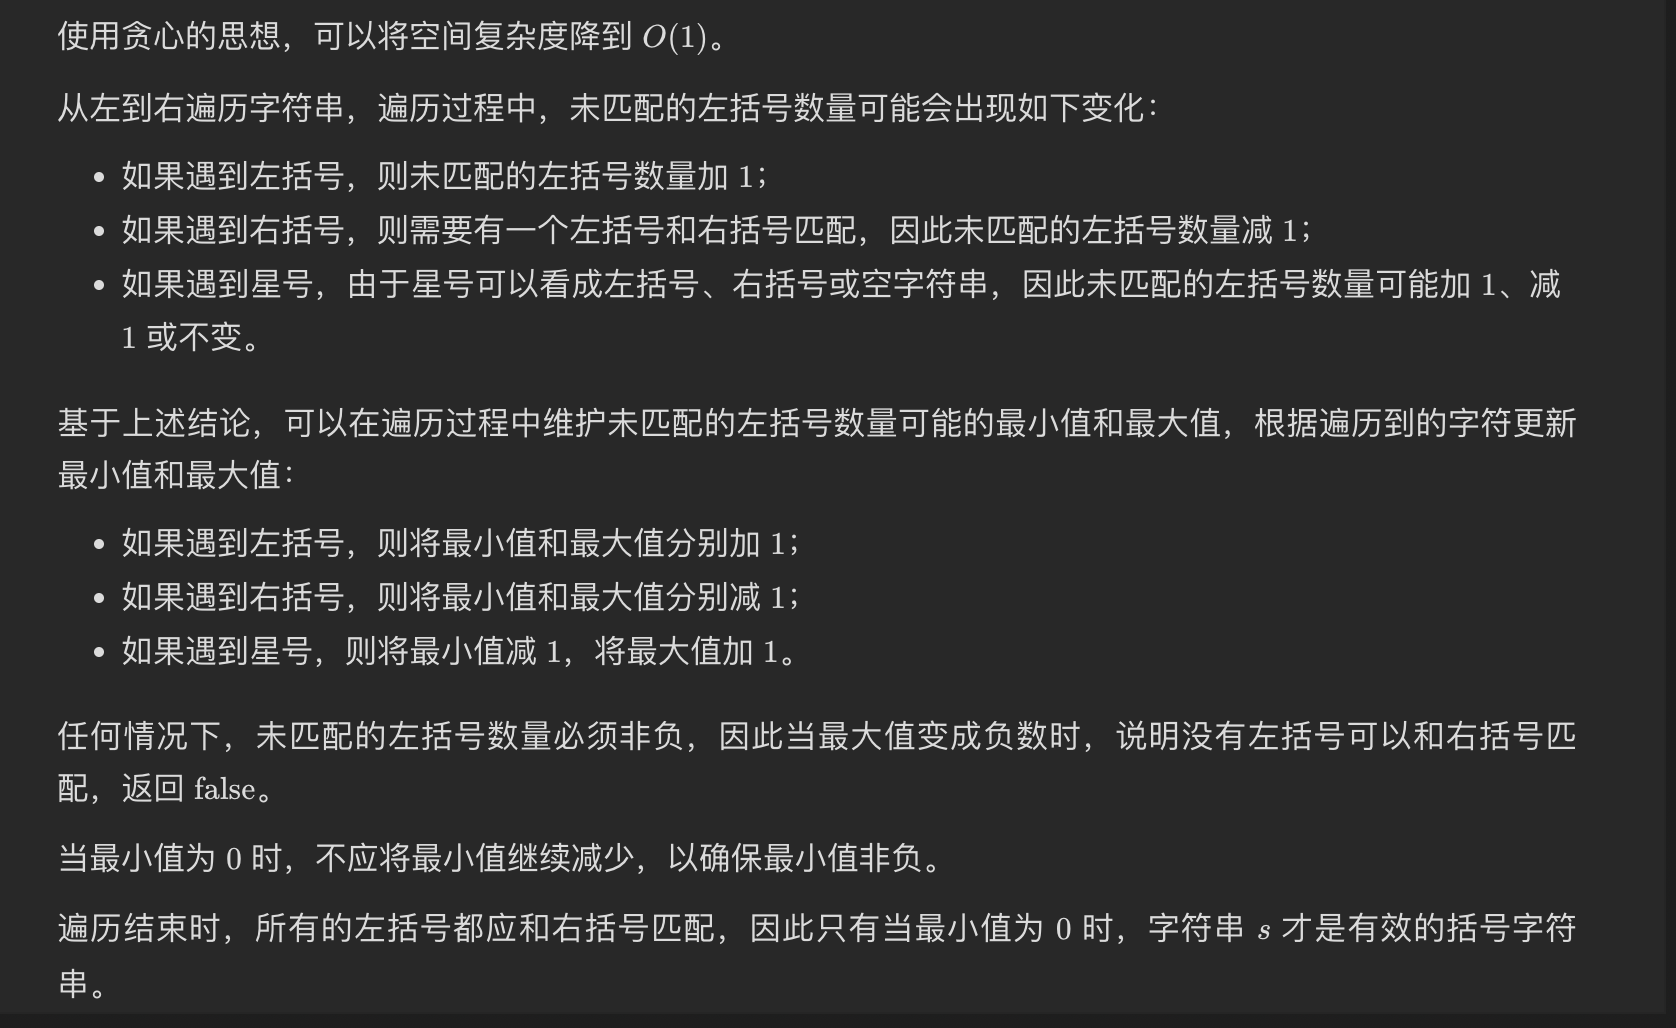 使用贪心的思想，可以将空间复杂度降到 O(1)。
从左到右遍历字符串，遍历过程中，未匹配的左括号数量可能会出现如下变化：
• 如果遇到左括号，则未匹配的左括号数量加 1；
• 如果遇到右括号，则需要有一个左括号和右括号匹配，因此未匹配的左括号数量减 1；
• 如果遇到星号，由于星号可以看成左括号、右括号或空字符串，因此未匹配的左括号数量可能加 1、减
1 或不变。
基于上述结论，可以在遍历过程中维护未匹配的左括号数量可能的最小值和最大值，根据遍历到的字符更新
最小值和最大值：
• 如果遇到左括号，则将最小值和最大值分别加 1；
• 如果遇到右括号，则将最小值和最大值分别减 1；
• 如果遇到星号，则将最小值减 1，将最大值加 1。
任何情况下，未匹配的左括号数量必须非负，因此当最大值变成负数时，说明没有左括号可以和右括号匹
配，返回 false。
当最小值为 0 时，不应将最小值继续减少，以确保最小值非负。
遍历结束时，所有的左括号都应和右括号匹配，因此只有当最小值为 0 时，字符串 s 才是有效的括号字符
串。